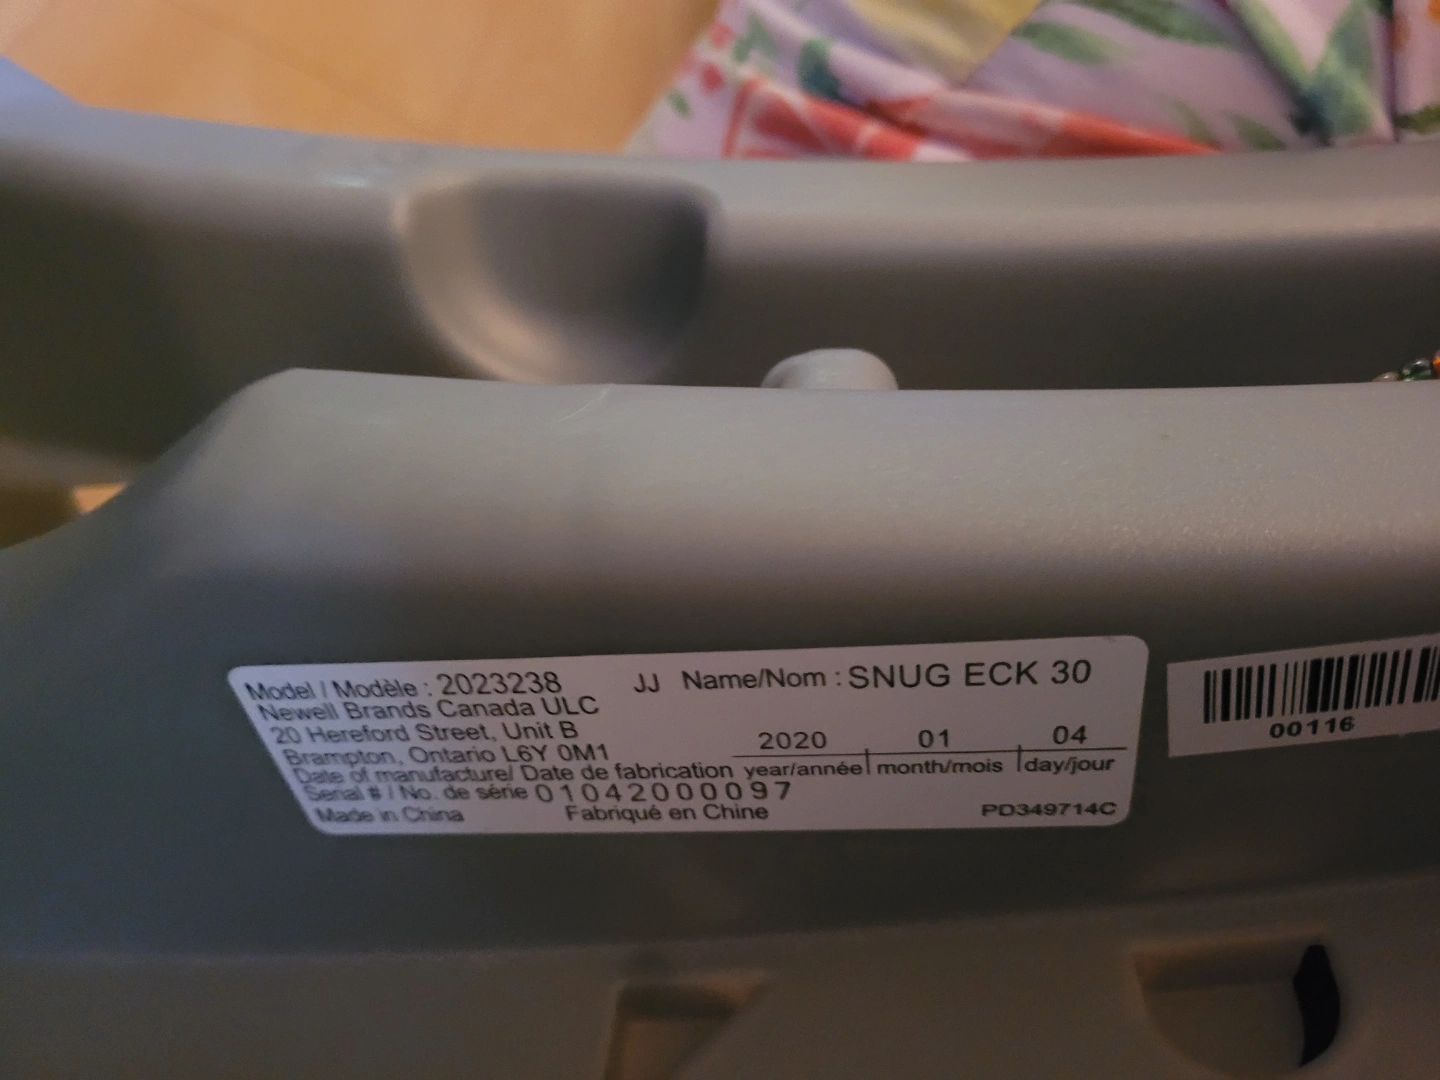 Model / Modèle : 2023238 JJ Name/Nom : SNUG ECK 30
Newell Brands Canada ULC
20 Hereford Street, Unit B
Brampton, Ontario L6Y 0M1
2020 01 04
Date of manufacture/ Date de fabrication year/année month/mois day/jour
Serial # / No. de série 01042000097
Made in China Fabriqué en Chine PD349714C
00116